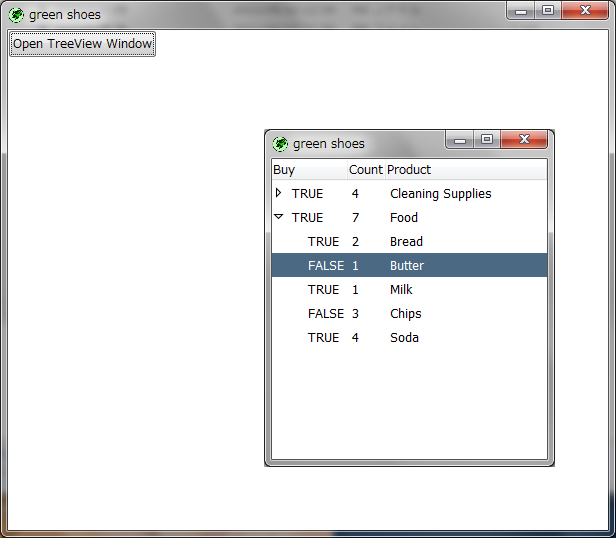 green shoes
Open TreeView Window
green shoes
Buy Count Product
TRUE 4 Cleaning Supplies
TRUE 7 Food
TRUE 2 Bread
FALSE 1 Butter
TRUE 1 Milk
FALSE 3 Chips
TRUE 4 Soda